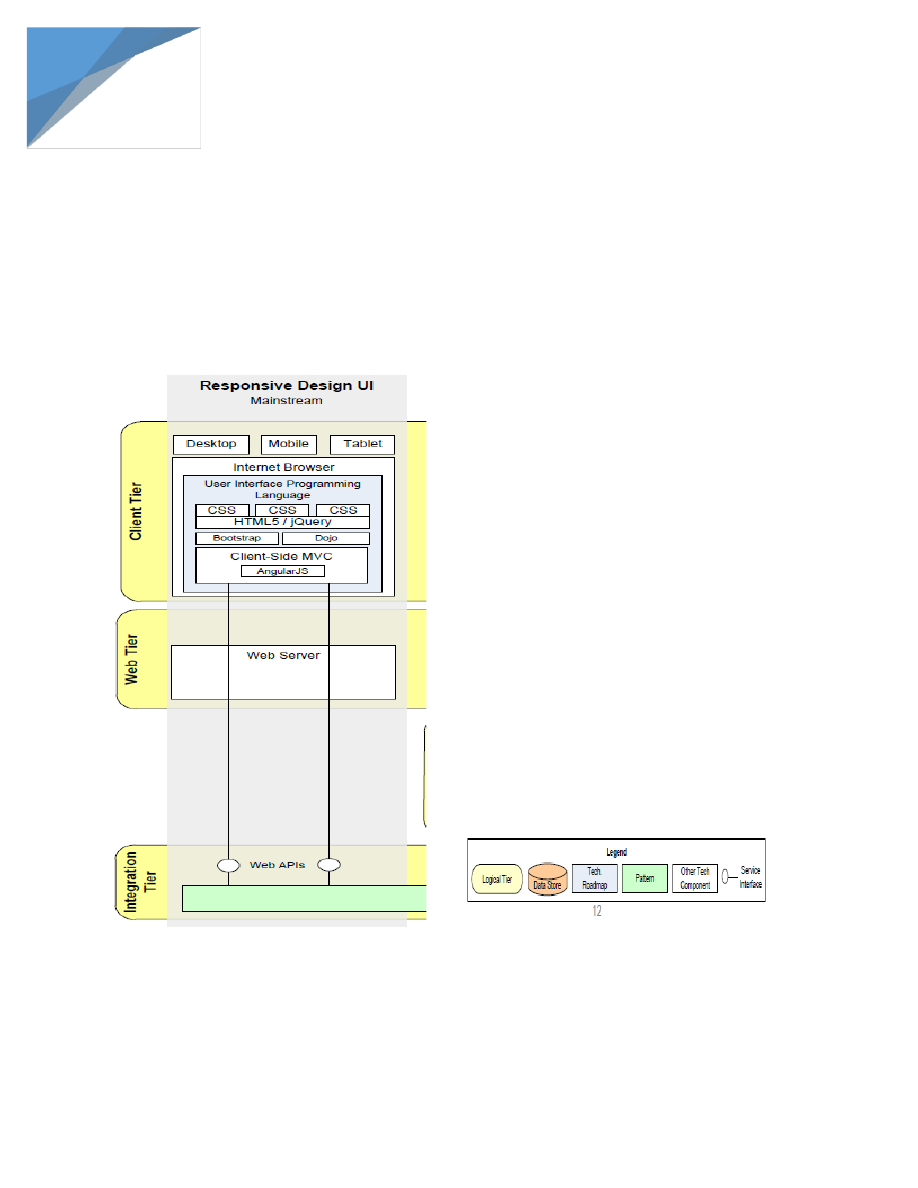 Responsive Design UI
Mainstream
Client Tier
Desktop
Mobile
Tablet
Internet Browser
User Interface Programming
Language
CSS
CSS
CSS
HTML5 / jQuery
Bootstrap
Dojo
Client-Side MVC
AngularJS
Web Tier
Web Server
Integration
Tier
Web APIs
Legend
Logical Tier
Data Store
Tech.
Roadmap
Pattern
Other Tech
Component
Service
Interface
12